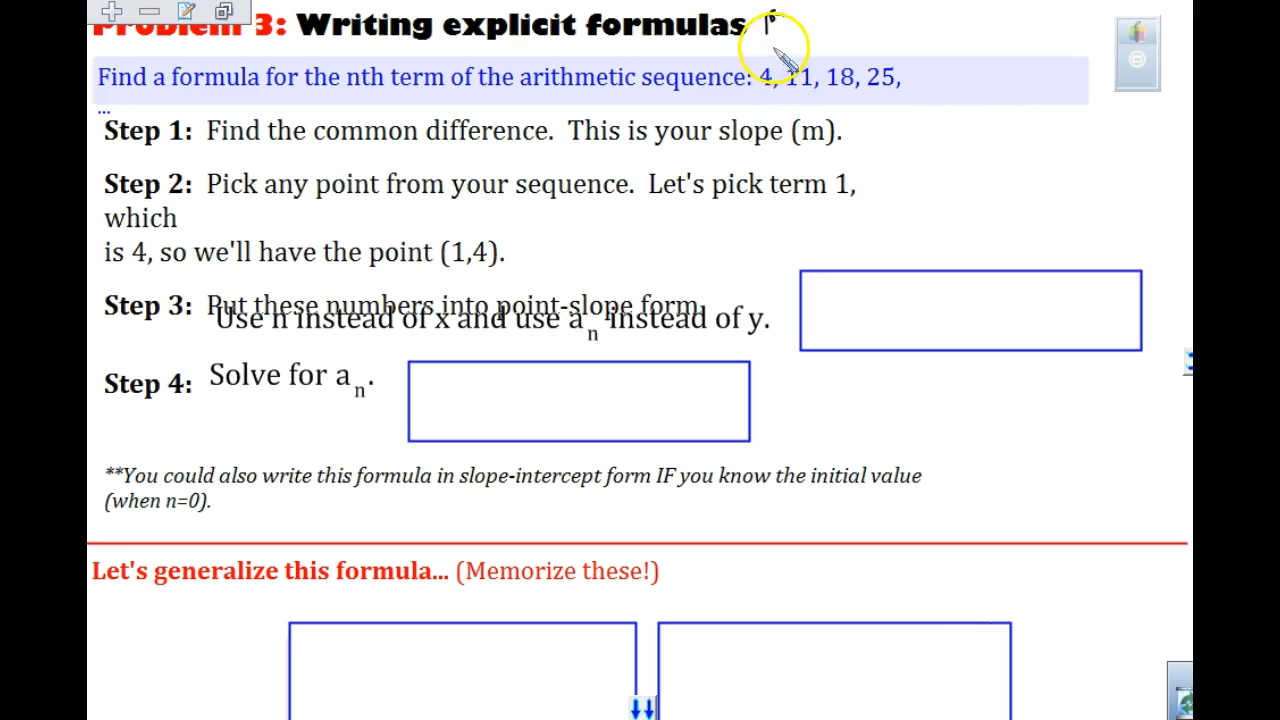 Problem 3: Writing explicit formulas
Find a formula for the nth term of the arithmetic sequence: 4, 11, 18, 25,
...
Step 1: Find the common difference. This is your slope (m).
Step 2: Pick any point from your sequence. Let's pick term 1,
which
is 4, so we'll have the point (1,4).
Step 3: Put these numbers into point-slope form.
Use n instead of x and use a n instead of y.
Step 4: Solve for a n.
**You could also write this formula in slope-intercept form IF you know the initial value
(when n=0).
Let's generalize this formula... (Memorize these!)